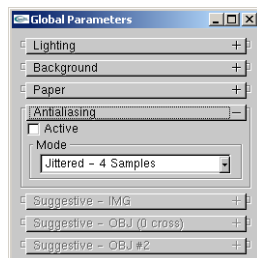 Global Parameters
Lighting
Background
Paper
Antialiasing
Active
Mode
Jittered - 4 Samples
Suggestive - IMG
Suggestive - OBJ (0 cross)
Suggestive - OBJ #2